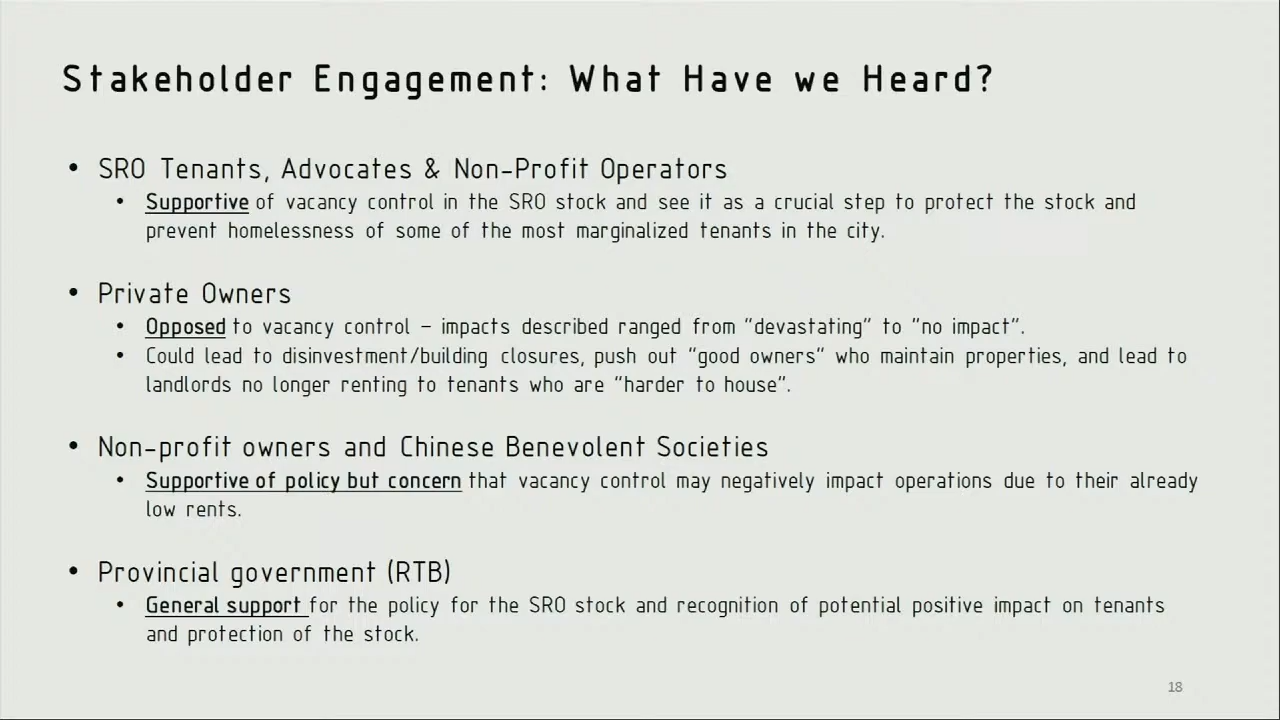 Stakeholder Engagement: What Have we Heard?
• SRO Tenants, Advocates & Non-Profit Operators
• Supportive of vacancy control in the SRO stock and see it as a crucial step to protect the stock and
prevent homelessness of some of the most marginalized tenants in the city.
• Private Owners
• Opposed to vacancy control – impacts described ranged from "devastating" to "no impact".
• Could lead to disinvestment/building closures, push out "good owners" who maintain properties, and lead to
landlords no longer renting to tenants who are "harder to house".
• Non-profit owners and Chinese Benevolent Societies
• Supportive of policy but concern that vacancy control may negatively impact operations due to their already
low rents.
• Provincial government (RTB)
• General support for the policy for the SRO stock and recognition of potential positive impact on tenants
and protection of the stock.
18